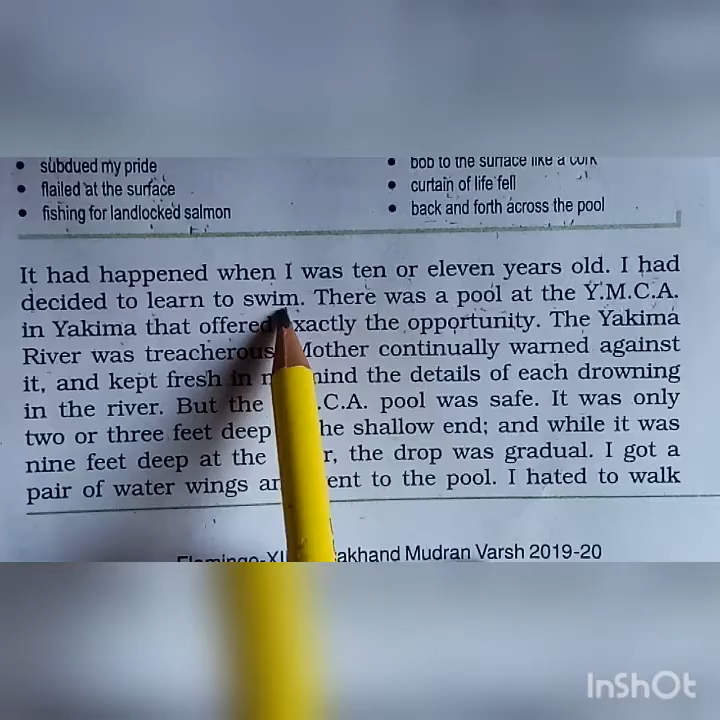 subdued my pride
bob to the surface like a cork
flailed at the surface
curtain of life fell
fishing for landlocked salmon
back and forth across the pool
It had happened when I was ten or eleven years old. I had
decided to learn to swim. There was a pool at the Y.M.C.A.
in Yakima that offered exactly the opportunity. The Yakima
River was treacherous. Mother continually warned against
it, and kept fresh in mind the details of each drowning
in the river. But the .C.A. pool was safe. It was only
two or three feet deep he shallow end; and while it was
nine feet deep at the r, the drop was gradual. I got a
pair of water wings an ent to the pool. I hated to walk
Flamingo-XI akhand Mudran Varsh 2019-20
InShOt